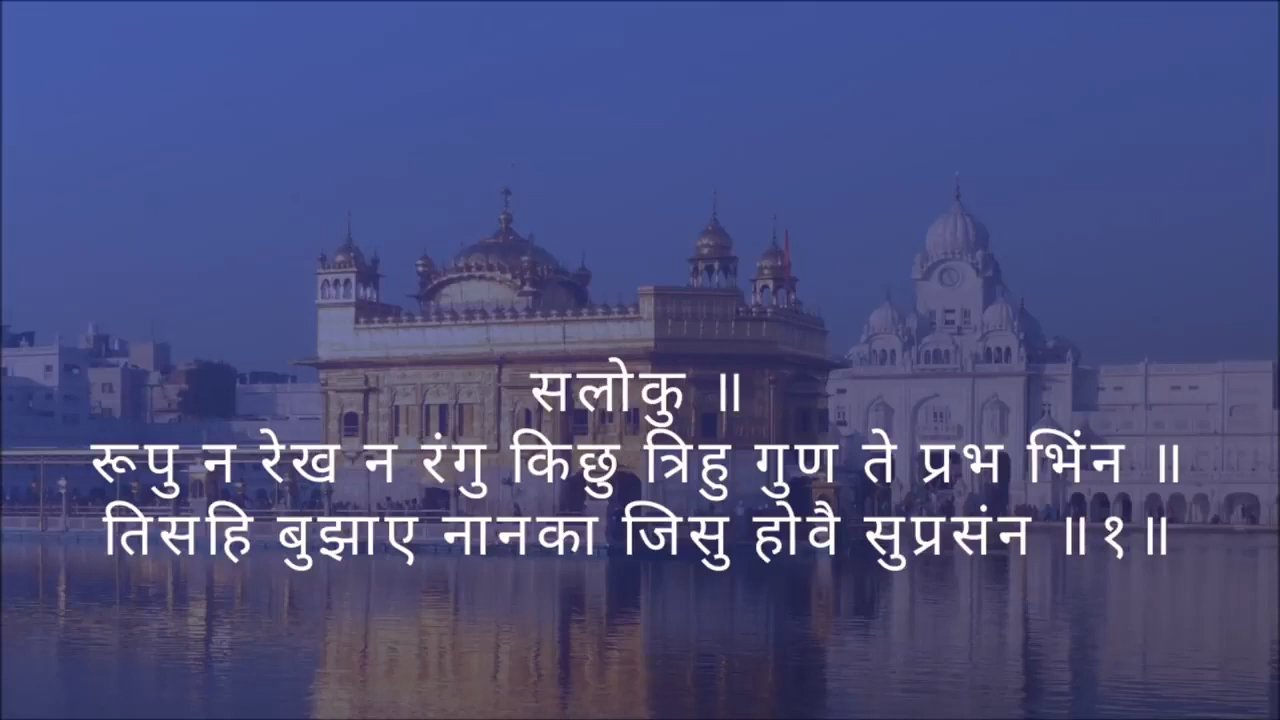 सलोकु ॥
रूपु न रेख न रंगु किछु त्रिहु गुण ते प्रभ भिंन ॥
तिसहि बुझाए नानका जिसु होवै सुप्रसंन ॥१॥